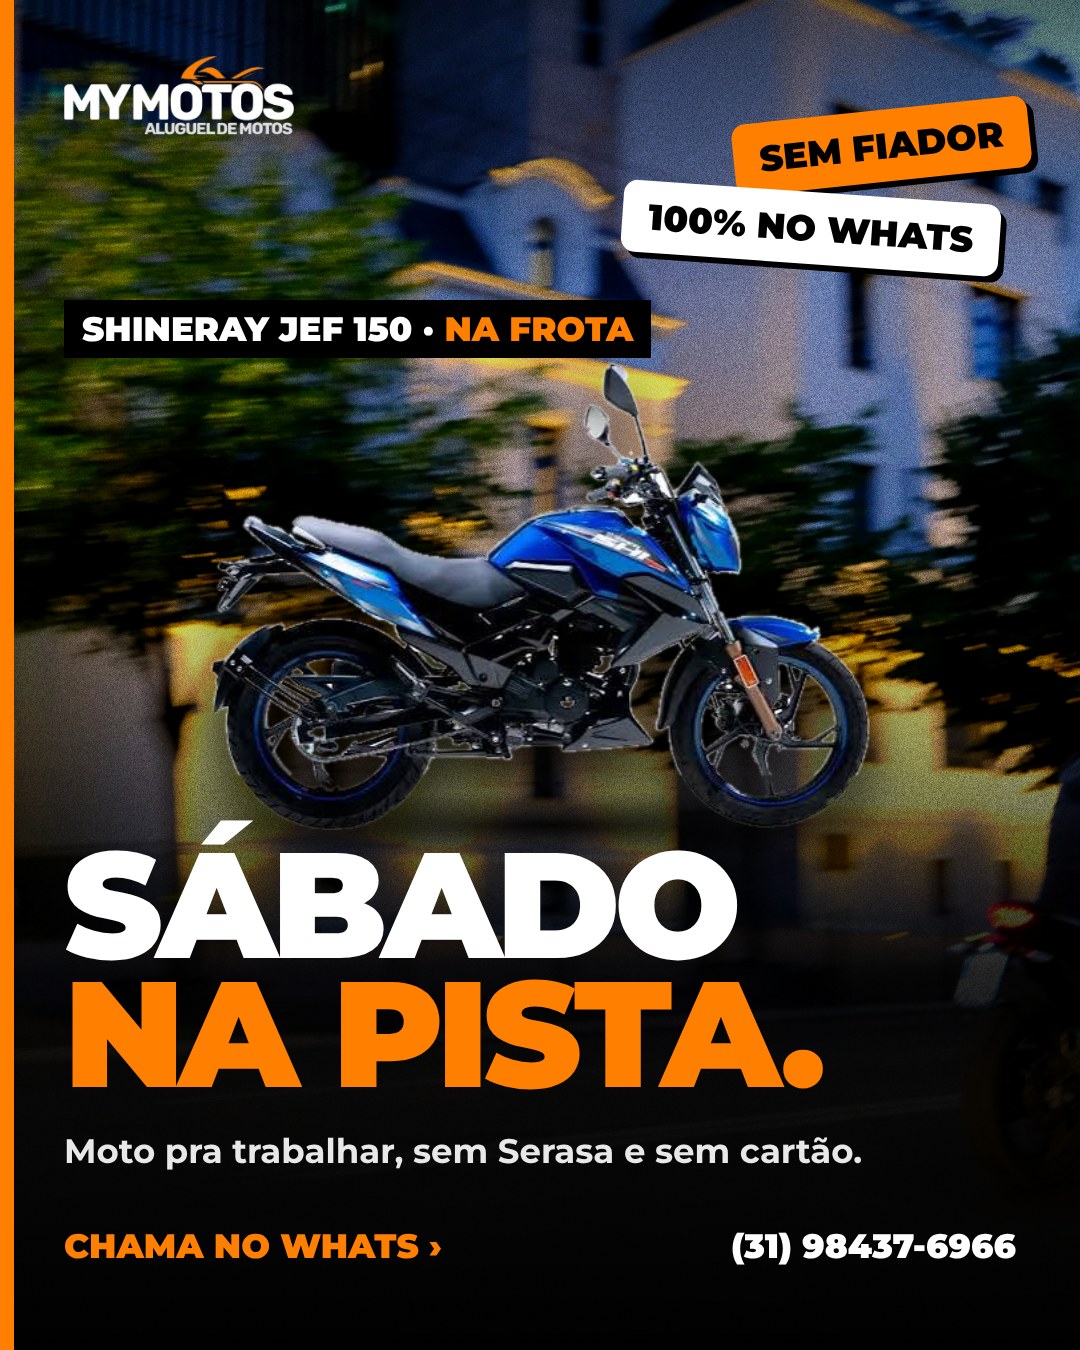 MYMOTOS
ALUGUEL DE MOTOS
SEM FIADOR
100% NO WHATS
SHINERAY JEF 150 • NA FROTA
SÁBADO
NA PISTA.
Moto pra trabalhar, sem Serasa e sem cartão.
CHAMA NO WHATS ›
(31) 98437-6966